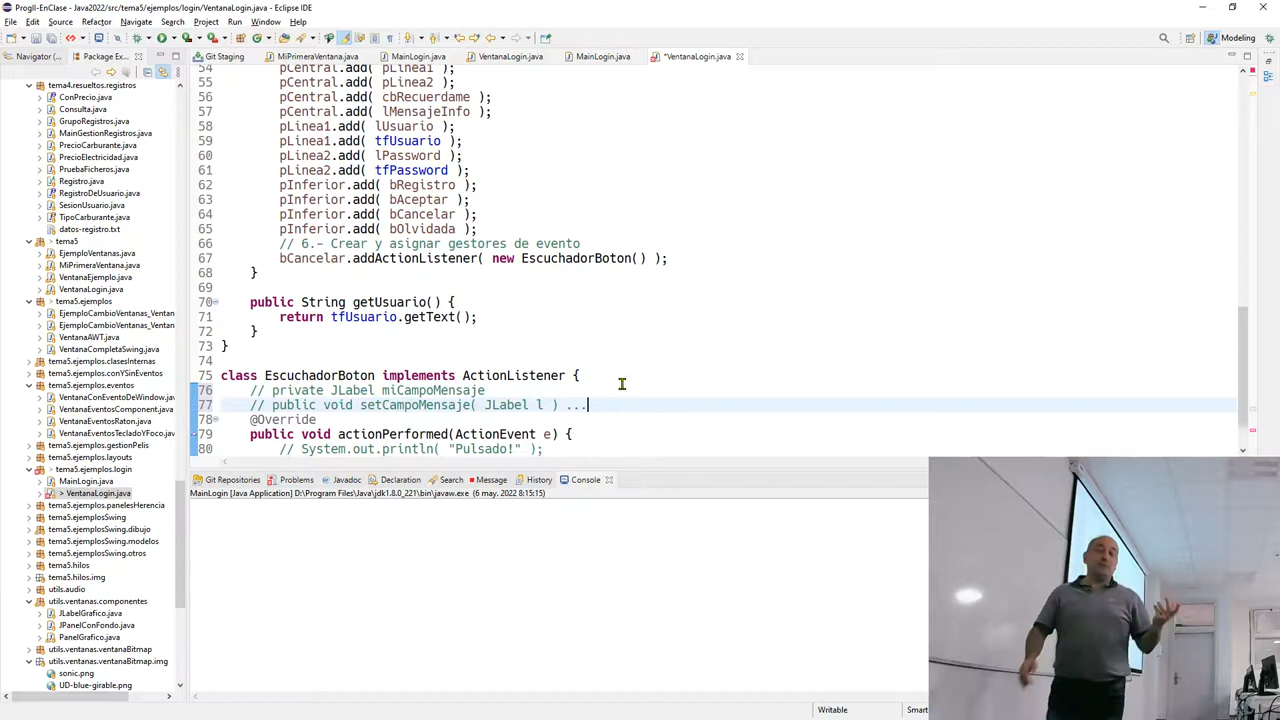 ProgII-EnClase - Java2022/src/tema5/ejemplos/login/VentanaLogin.java - Eclipse IDE
File Edit Source Refactor Navigate Search Project Run Window Help
Modeling
Navigator (... Package Ex...
Git Staging MiPrimeraVentana.java MainLogin.java VentanaLogin.java MainLogin.java *VentanaLogin.java
tema4.resueltos.registros
ConPrecio.java
Consulta.java
GrupoRegistros.java
MainGestionRegistros.java
PrecioCarburante.java
PrecioElectricidad.java
PruebaFicheros.java
Registro.java
RegistroDeUsuario.java
SesionUsuario.java
TipoCarburante.java
datos-registro.txt
tema5
EjemploVentanas.java
MiPrimeraVentana.java
VentanaEjemplo.java
VentanaLogin.java
tema5.ejemplos
EjemploCambioVentanas_Ventan
EjemploCambioVentanas_Ventan
VentanaAWT.java
VentanaCompletaSwing.java
tema5.ejemplos.clasesInternas
tema5.ejemplos.conYSinEventos
tema5.ejemplos.eventos
VentanaConEventoDeWindow.java
VentanaConEventos.java
VentanaEventosRaton.java
VentanaEventosTecladoYFoco.java
tema5.ejemplos.gestionPelis
tema5.ejemplos.layouts
tema5.ejemplos.login
MainLogin.java
> VentanaLogin.java
tema5.ejemplos.panelesHerencia
tema5.ejemplosSwing
tema5.ejemplosSwing.dibujo
tema5.ejemplosSwing.modelos
tema5.ejemplosSwing.otros
tema5.hilos
tema5.hilos.img
utils.audio
utils.ventanas.componentes
JLabelGrafico.java
JPanelConFondo.java
PanelGrafico.java
utils.ventanas.ventanaBitmap
utils.ventanas.ventanaBitmap.img
sonic.png
UD-blue-girable.png
54 pCentral.add( pLinea1 );
55 pCentral.add( pLinea2 );
56 pCentral.add( cbRecuerdame );
57 pCentral.add( lMensajeInfo );
58 pLinea1.add( lUsuario );
59 pLinea1.add( tfUsuario );
60 pLinea2.add( lPassword );
61 pLinea2.add( tfPassword );
62 pInferior.add( bRegistro );
63 pInferior.add( bAceptar );
64 pInferior.add( bCancelar );
65 pInferior.add( bOlvidada );
66 // 6.- Crear y asignar gestores de evento
67 bCancelar.addActionListener( new EscuchadorBoton() );
68 }
69
70 public String getUsuario() {
71 return tfUsuario.getText();
72 }
73 }
74
75 class EscuchadorBoton implements ActionListener {
76 // private JLabel miCampoMensaje
77 // public void setCampoMensaje( JLabel l ) ...
78 @Override
79 public void actionPerformed(ActionEvent e) {
80 // System.out.println( "Pulsado!" );
Git Repositories Problems Javadoc Declaration Search Message History Console
MainLogin [Java Application] D:\Program Files\Java\jdk1.8.0_221\bin\javaw.exe (6 may. 2022 8:15:15)
Writable Smart